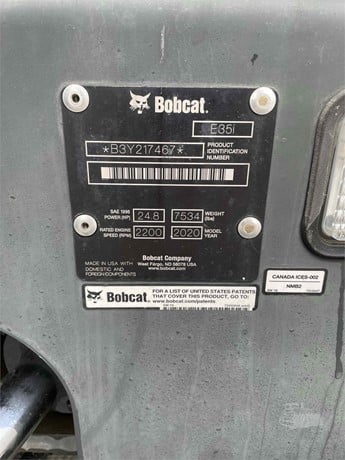 Bobcat.
E35i
*B3Y217467*
PRODUCT IDENTIFICATION NUMBER
SAE 1995 POWER (HP) 24.8 7534 WEIGHT (lbs)
RATED ENGINE SPEED (RPM) 2200 2020 MODEL YEAR
Bobcat Company
West Fargo, ND 58078 USA
www.bobcat.com
MADE IN USA WITH
DOMESTIC AND
FOREIGN COMPONENTS
CANADA ICES-002
NMB2
Bobcat.
FOR A LIST OF UNITED STATES PATENTS
THAT COVER THIS PRODUCT, GO TO:
www.bobcat.com/patents